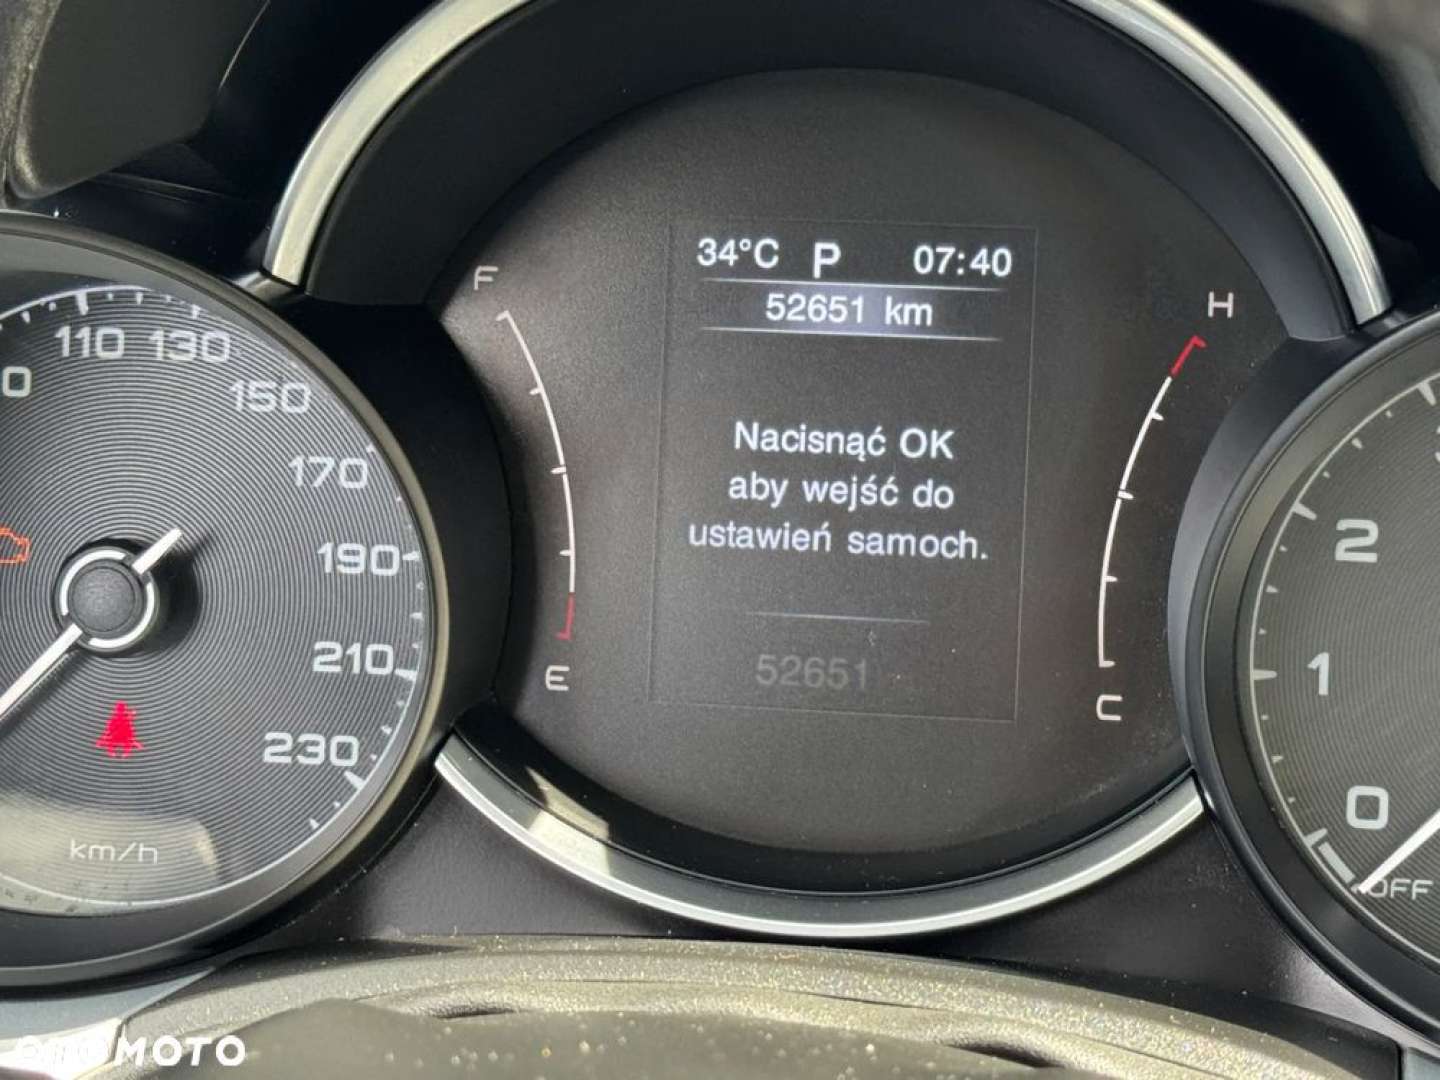 34°C P 07:40
52651 km
Nacisnąć OK
aby wejść do
ustawień samoch.
52651
F
E
H
C
110
130
150
170
190
210
230
km/h
2
1
0
OFF
OTOMOTO